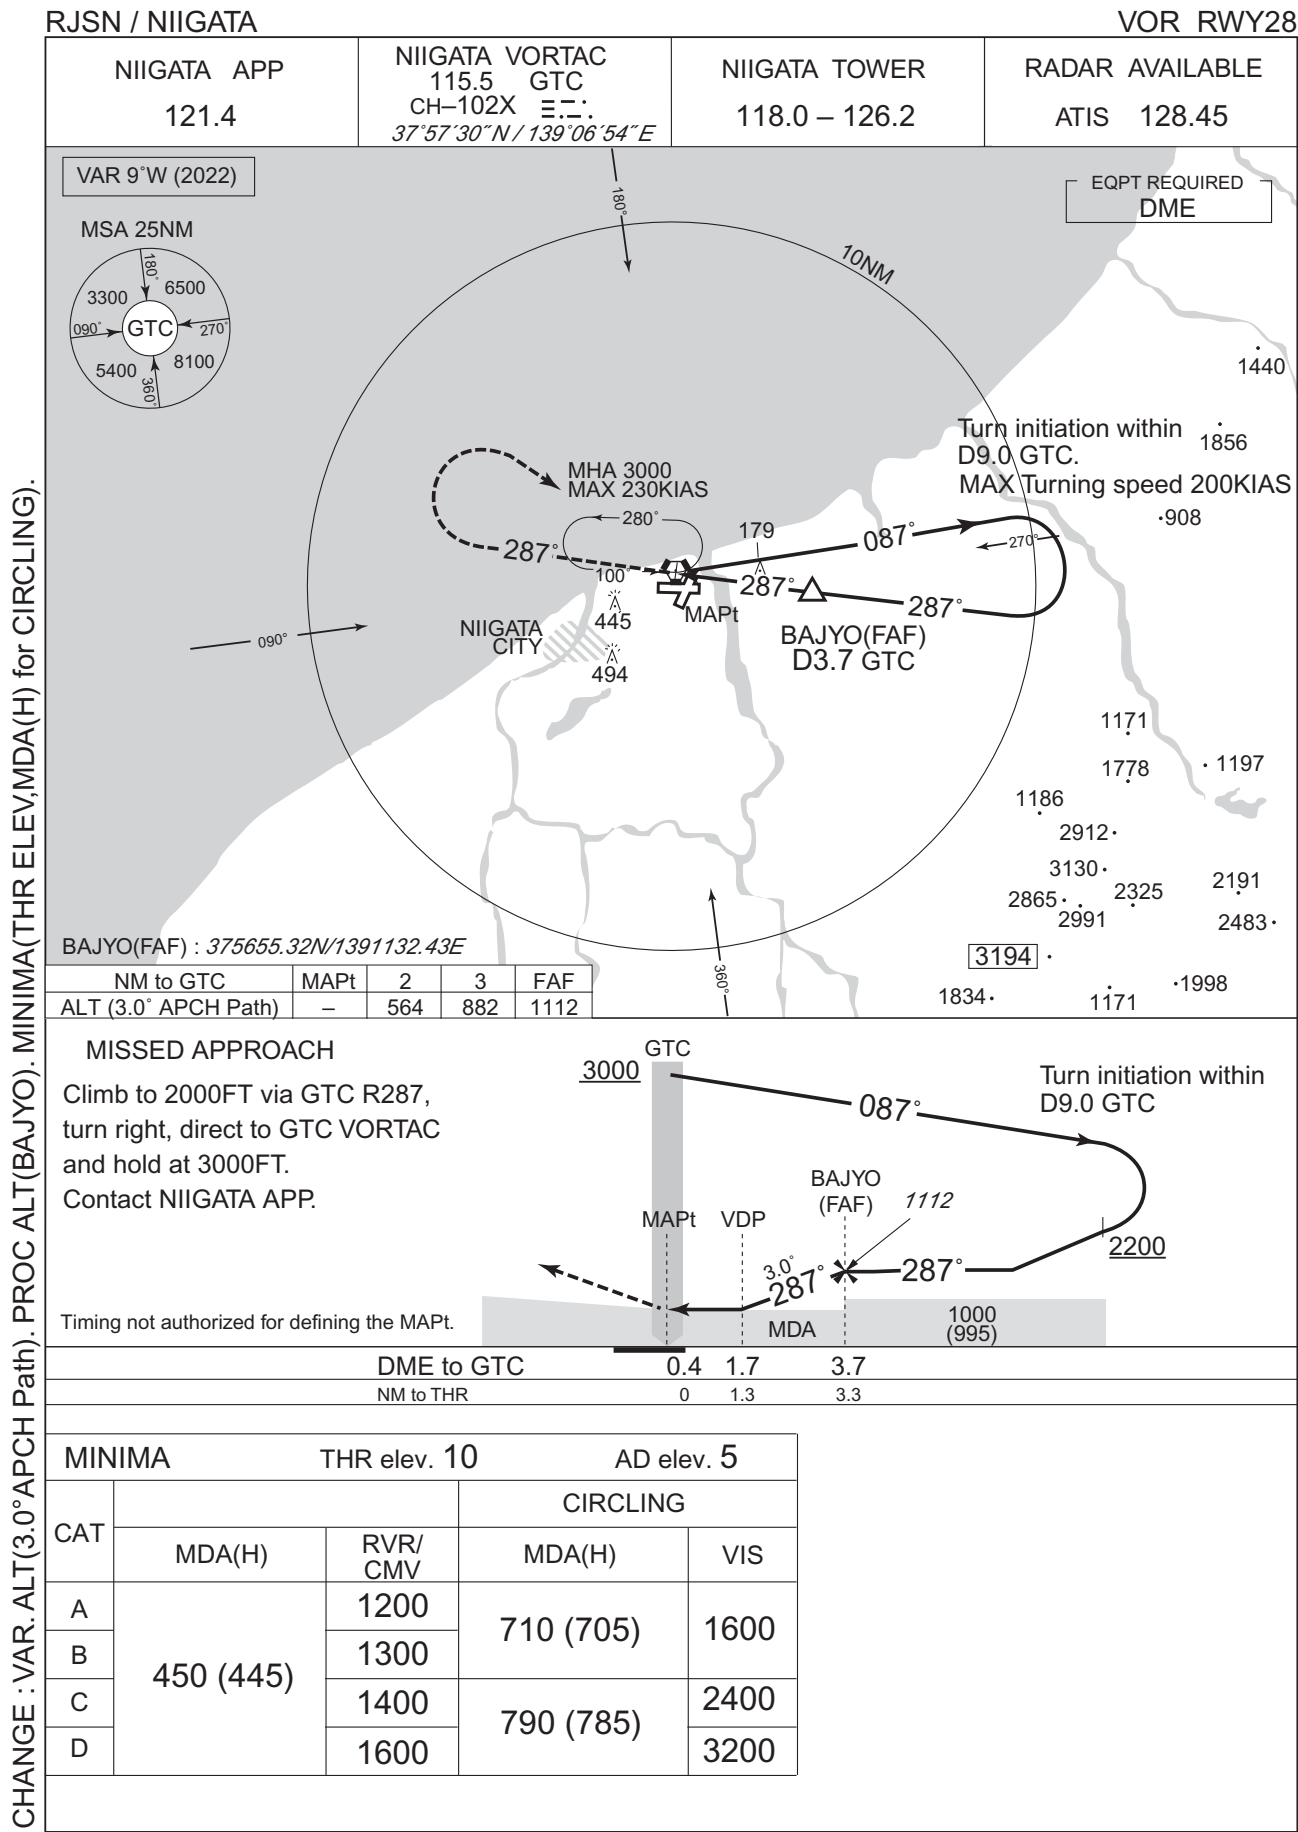 RJSN / NIIGATA
VOR RWY28
NIIGATA APP
121.4
NIIGATA VORTAC
115.5 GTC
CH–102X
37°57´30˝N / 139°06´54˝E
NIIGATA TOWER
118.0 – 126.2
RADAR AVAILABLE
ATIS 128.45
VAR 9°W (2022)
EQPT REQUIRED
DME
MSA 25NM
180°
3300
6500
090°
GTC
270°
5400
8100
360°
180°
10NM
1440
Turn initiation within
D9.0 GTC.
MAX Turning speed 200KIAS
1856
908
MHA 3000
MAX 230KIAS
280°
179
087°
270°
287°
100°
287°
287°
445
MAPt
NIIGATA
CITY
BAJYO(FAF)
D3.7 GTC
494
090°
1171
1778
1197
1186
2912
3130
2865
2991
2325
2191
2483
3194
1834
1171
1998
360°
BAJYO(FAF) : 375655.32N/1391132.43E
NM to GTC MAPt 2 3 FAF
ALT (3.0° APCH Path) – 564 882 1112
MISSED APPROACH
Climb to 2000FT via GTC R287,
turn right, direct to GTC VORTAC
and hold at 3000FT.
Contact NIIGATA APP.
GTC
3000
087°
Turn initiation within
D9.0 GTC
BAJYO
(FAF)
1112
MAPt
VDP
2200
3.0°
287°
287°
Timing not authorized for defining the MAPt.
MDA
1000
(995)
DME to GTC 0.4 1.7 3.7
NM to THR 0 1.3 3.3
MINIMA THR elev. 10 AD elev. 5
CAT
CIRCLING
MDA(H)
RVR/
CMV
MDA(H)
VIS
A
1200
710 (705)
1600
B
450 (445)
1300
C
1400
790 (785)
2400
D
1600
3200
CHANGE : VAR. ALT(3.0°APCH Path). PROC ALT(BAJYO). MINIMA(THR ELEV,MDA(H) for CIRCLING).